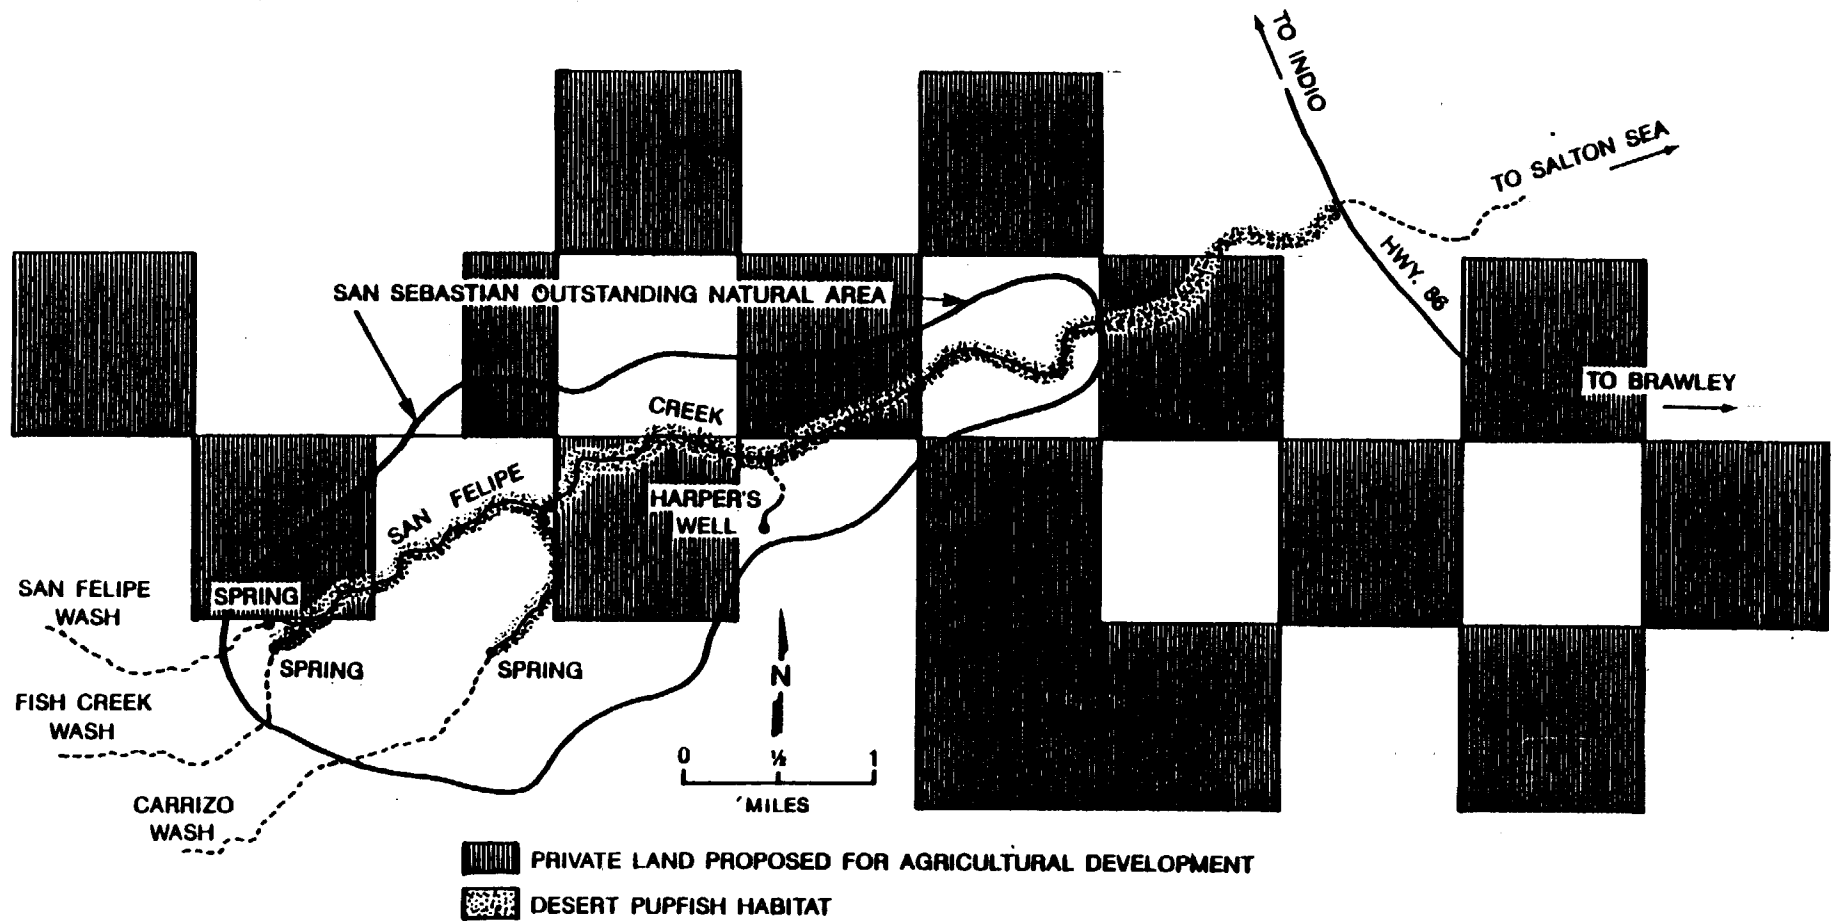 TO INDIO
TO SALTON SEA
HWY. 86
SAN SEBASTIAN OUTSTANDING NATURAL AREA
TO BRAWLEY
CREEK
SAN FELIPE
HARPER'S
WELL
SAN FELIPE
WASH
SPRING
SPRING
SPRING
N
FISH CREEK
WASH
0 ½ 1
MILES
CARRIZO
WASH
PRIVATE LAND PROPOSED FOR AGRICULTURAL DEVELOPMENT
DESERT PUPFISH HABITAT